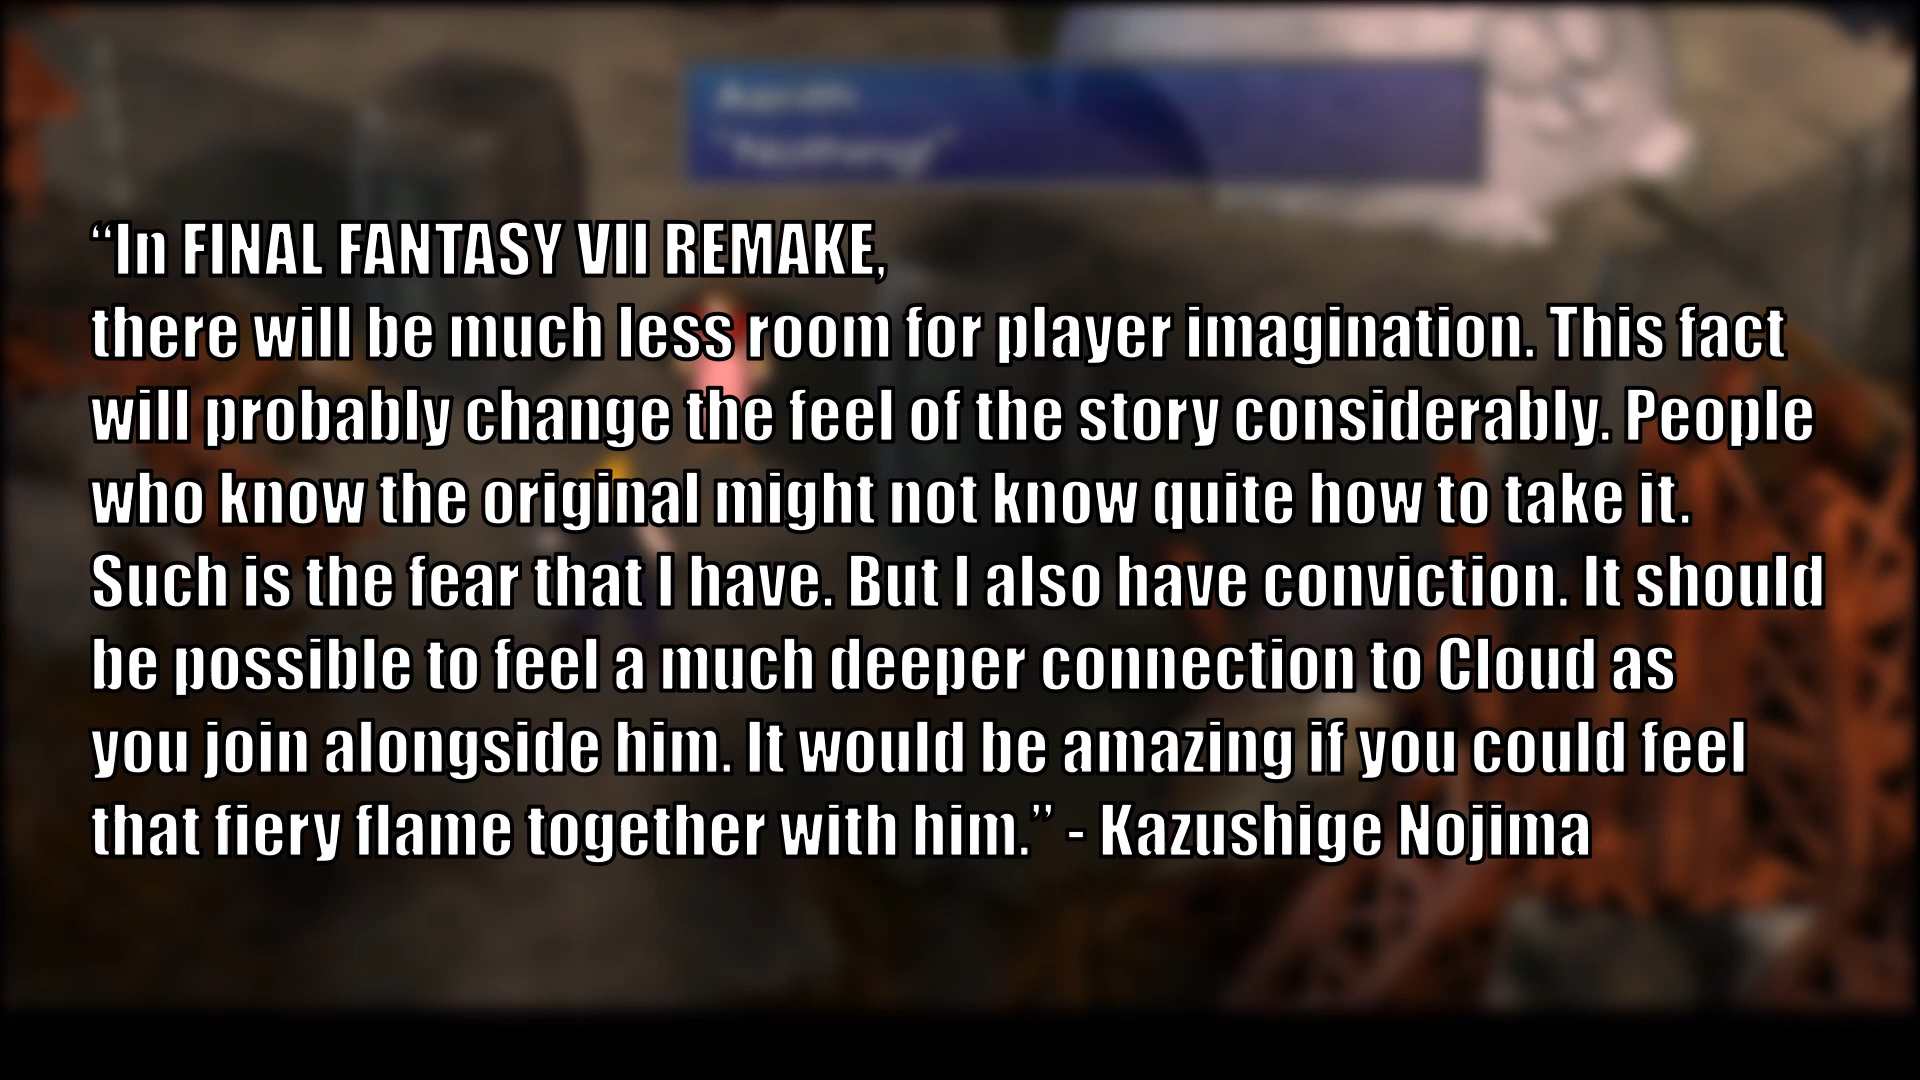 Aerith
"Nothing"
“In FINAL FANTASY VII REMAKE,
there will be much less room for player imagination. This fact
will probably change the feel of the story considerably. People
who know the original might not know quite how to take it.
Such is the fear that I have. But I also have conviction. It should
be possible to feel a much deeper connection to Cloud as
you join alongside him. It would be amazing if you could feel
that fiery flame together with him.” - Kazushige Nojima